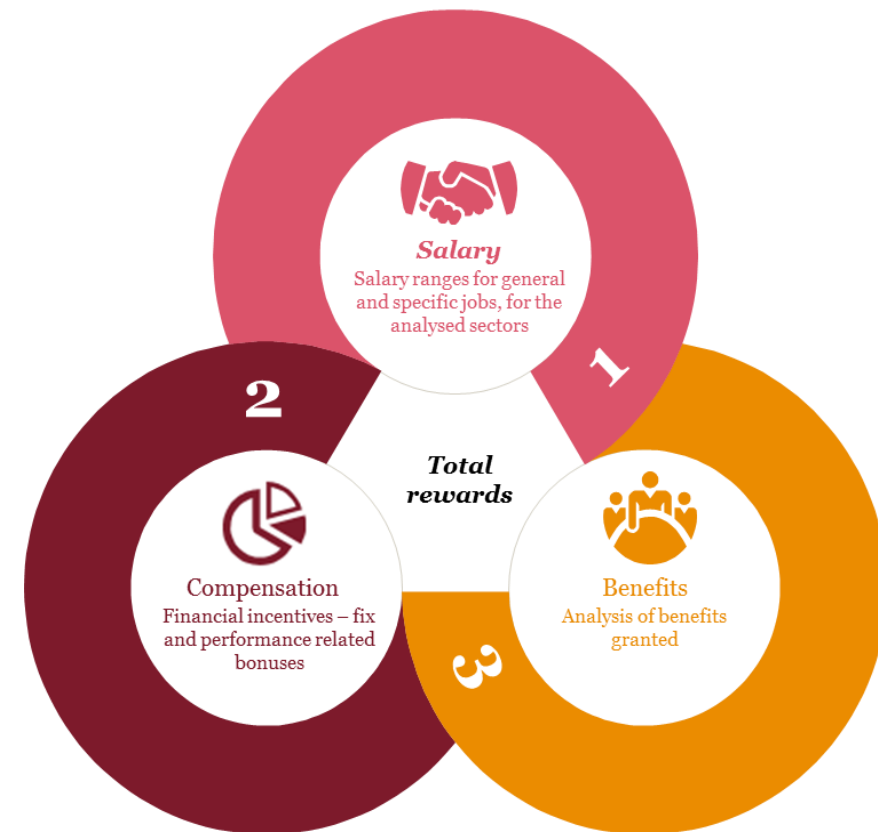 Salary
Salary ranges for general
and specific jobs, for the
analysed sectors
1
2
Total
rewards
Compensation
Financial incentives – fix
and performance related
bonuses
Benefits
Analysis of benefits
granted
3